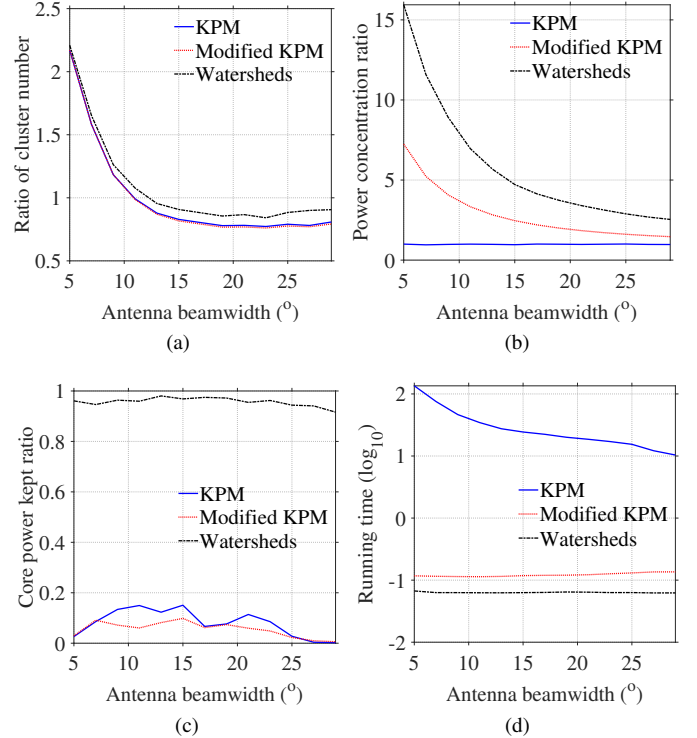 2.5
2
1.5
1
0.5
Ratio of cluster number
KPM
Modified KPM
Watersheds
5 10 15 20 25
Antenna beamwidth (°)
(a)
15
10
5
0
Power concentration ratio
KPM
Modified KPM
Watersheds
5 10 15 20 25
Antenna beamwidth (°)
(b)
1
0.8
0.6
0.4
0.2
0
Core power kept ratio
KPM
Modified KPM
Watersheds
5 10 15 20 25
Antenna beamwidth (°)
(c)
2
1
0
-1
-2
Running time (log10)
KPM
Modified KPM
Watersheds
5 10 15 20 25
Antenna beamwidth (°)
(d)